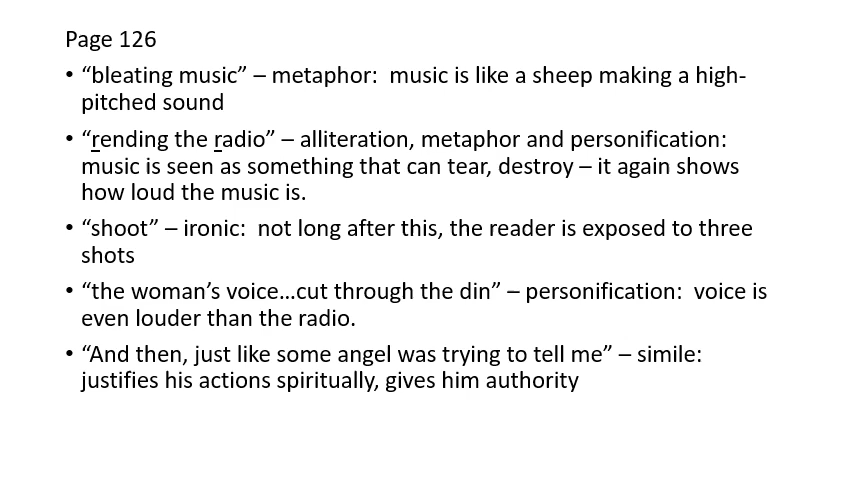 Page 126
• “bleating music” – metaphor:  music is like a sheep making a high-
pitched sound
• “rending the radio” – alliteration, metaphor and personification:
music is seen as something that can tear, destroy – it again shows
how loud the music is.
• “shoot” – ironic:  not long after this, the reader is exposed to three
shots
• “the woman’s voice…cut through the din” – personification:  voice is
even louder than the radio.
• “And then, just like some angel was trying to tell me” – simile:
justifies his actions spiritually, gives him authority